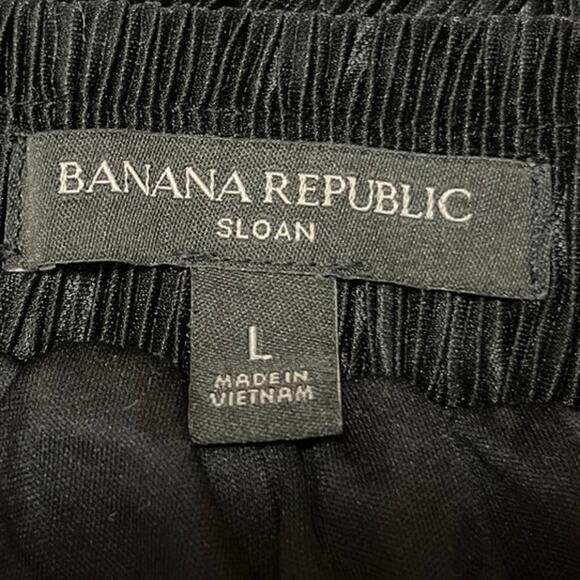 BANANA REPUBLIC
SLOAN
L
MADE IN
VIETNAM